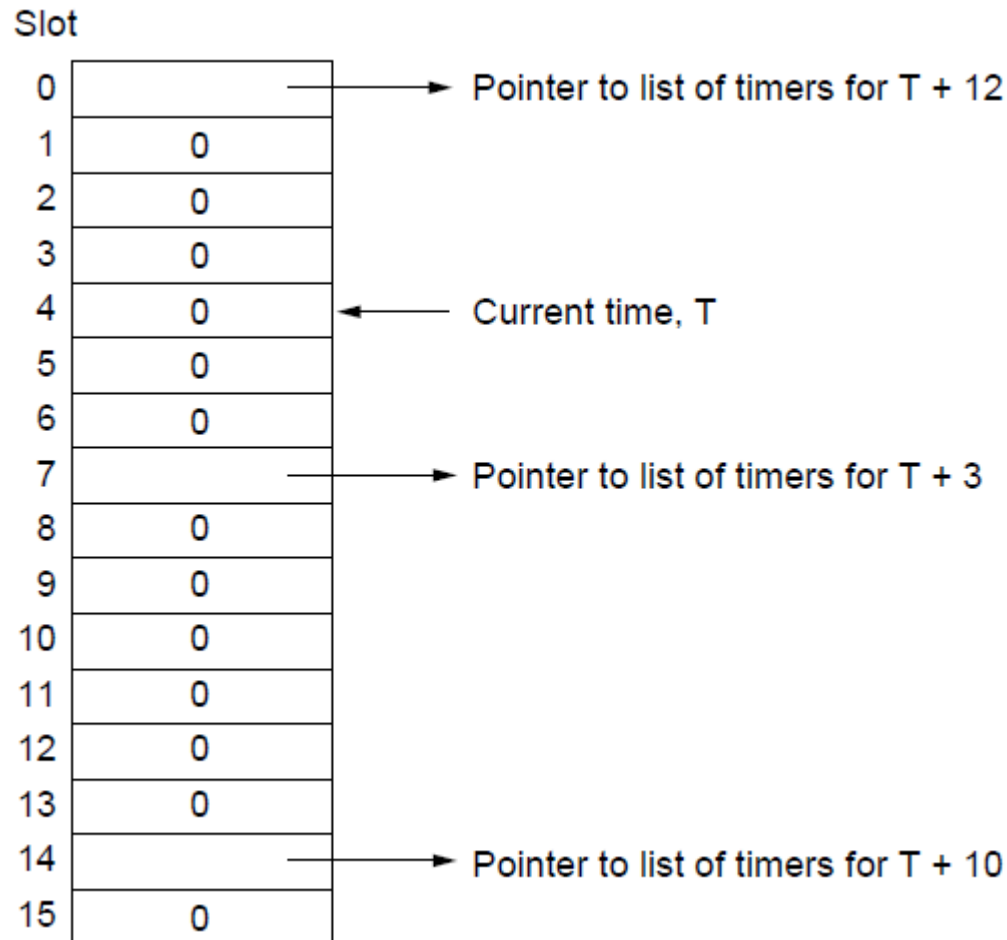 Slot
0 Pointer to list of timers for T + 12
1 0
2 0
3 0
4 0 Current time, T
5 0
6 0
7 Pointer to list of timers for T + 3
8 0
9 0
10 0
11 0
12 0
13 0
14 Pointer to list of timers for T + 10
15 0